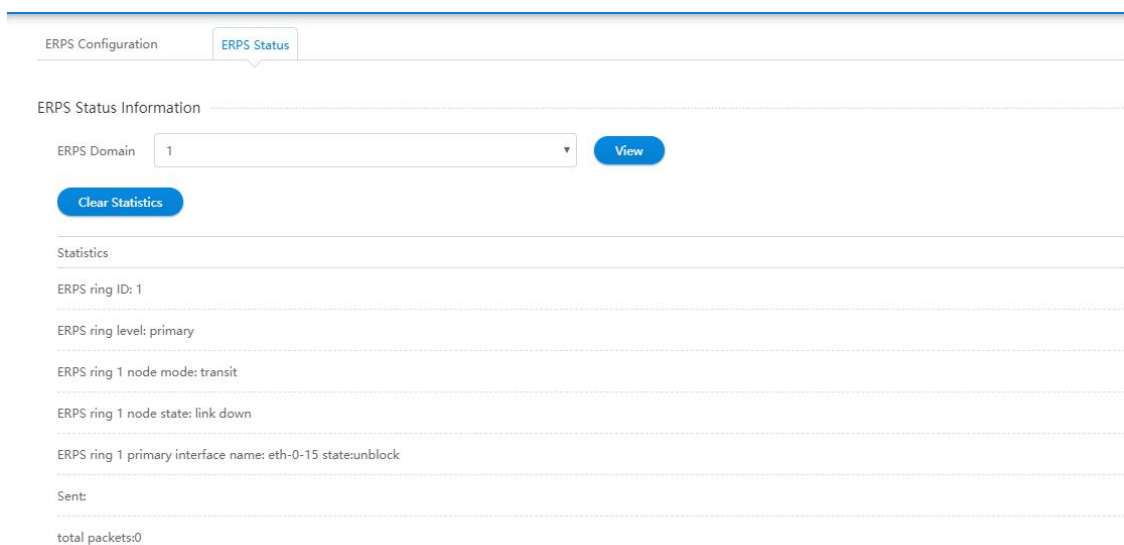 ERPS Configuration
ERPS Status
ERPS Status Information
ERPS Domain 1 View
Clear Statistics
Statistics
ERPS ring ID: 1
ERPS ring level: primary
ERPS ring 1 node mode: transit
ERPS ring 1 node state: link down
ERPS ring 1 primary interface name: eth-0-15 state:unblock
Sent:
total packets:0